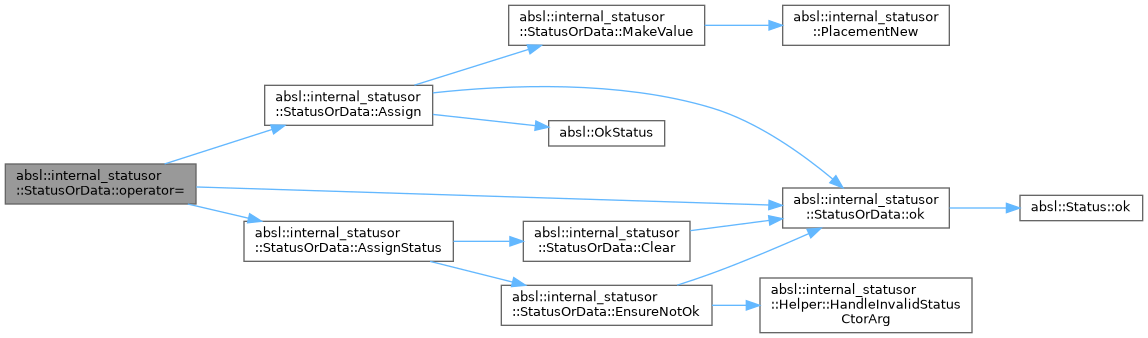 absl::internal_statusor
::StatusOrData::MakeValue
absl::internal_statusor
::PlacementNew
absl::internal_statusor
::StatusOrData::Assign
absl::OkStatus
absl::internal_statusor
::StatusOrData::operator=
absl::internal_statusor
::StatusOrData::ok
absl::Status::ok
absl::internal_statusor
::StatusOrData::AssignStatus
absl::internal_statusor
::StatusOrData::Clear
absl::internal_statusor
::StatusOrData::EnsureNotOk
absl::internal_statusor
::Helper::HandleInvalidStatus
CtorArg